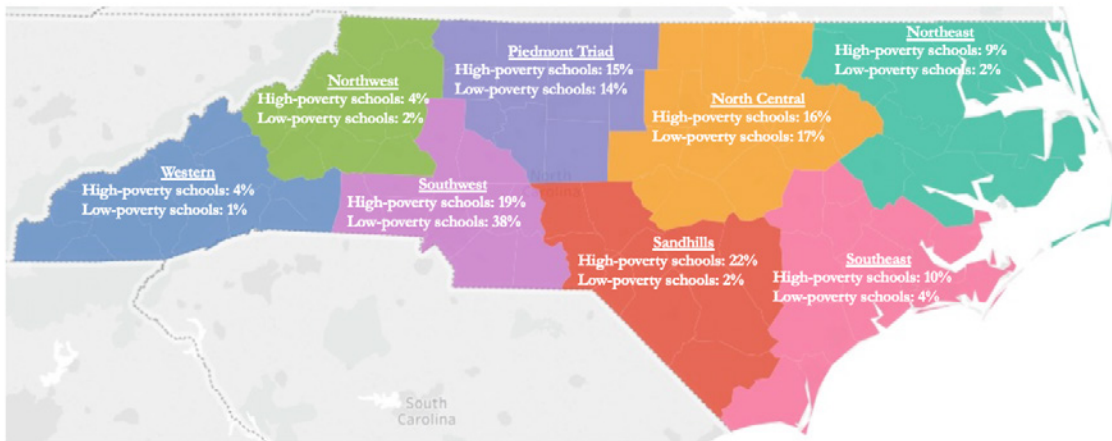 Northeast
High-poverty schools: 9%
Low-poverty schools: 2%
Piedmont Triad
High-poverty schools: 15%
Low-poverty schools: 14%
Northwest
High-poverty schools: 4%
Low-poverty schools: 2%
North Central
High-poverty schools: 16%
Low-poverty schools: 17%
Western
High-poverty schools: 4%
Low-poverty schools: 1%
Southwest
High-poverty schools: 19%
Low-poverty schools: 38%
North
Carolina
Sandhills
High-poverty schools: 22%
Low-poverty schools: 2%
Southeast
High-poverty schools: 10%
Low-poverty schools: 4%
South
Carolina